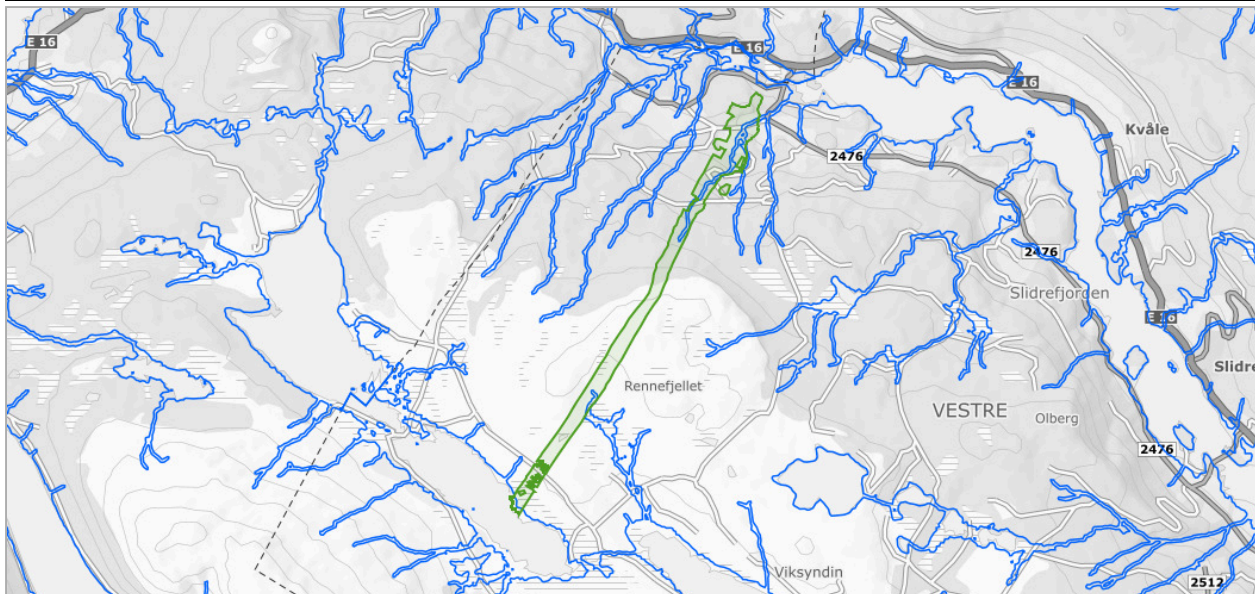 E 16
E 16
E 16
Kvåle
2476
2476
Slidrefjorden
E 16
Slidre
Rennefjellet
VESTRE
Olberg
2476
Viksyndin
2512